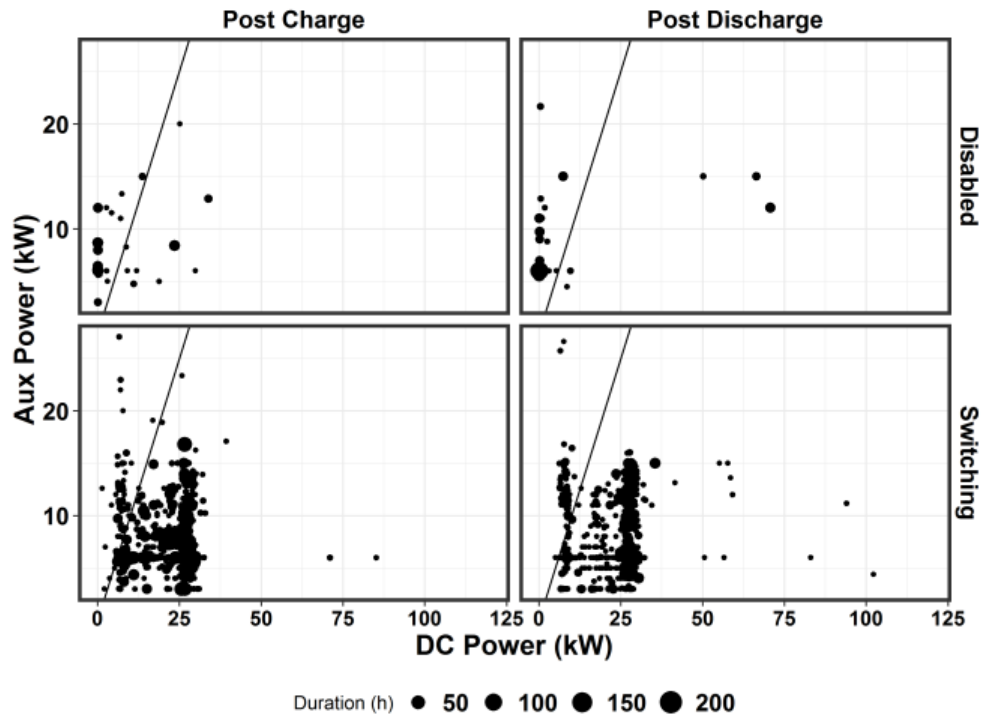 Post Charge Post Discharge
Disabled
20
10
Aux Power (kW)
Switching
20
10
0 25 50 75 100 125 0 25 50 75 100 125
DC Power (kW)
Duration (h) 50 100 150 200